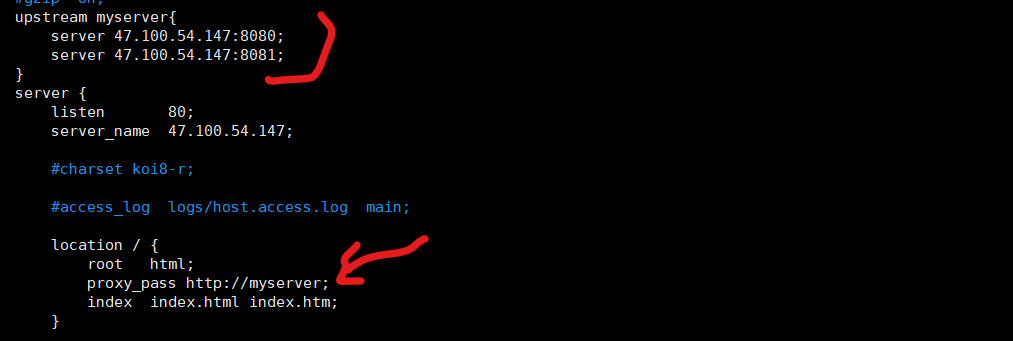 #gzip on;
upstream myserver{
server 47.100.54.147:8080;
server 47.100.54.147:8081;
}
server {
listen 80;
server_name 47.100.54.147;
#charset koi8-r;
#access_log logs/host.access.log main;
location / {
root html;
proxy_pass http://myserver;
index index.html index.htm;
}